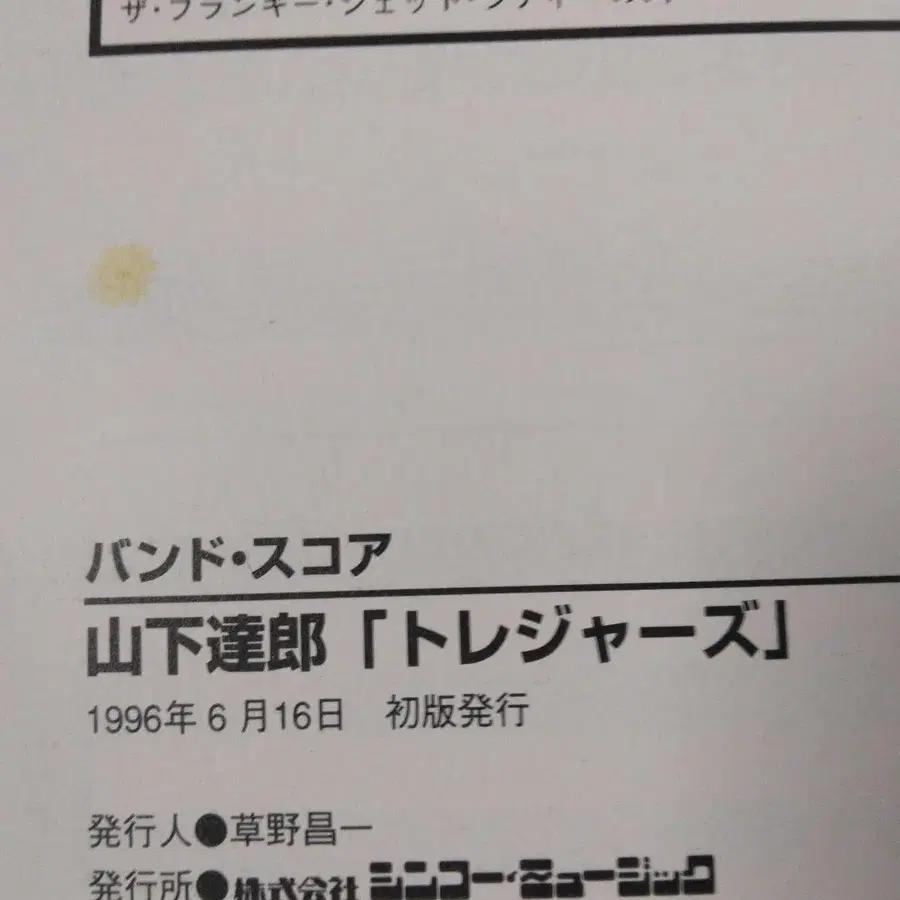 バンド・スコア
山下達郎「トレジャーズ」
1996年6月16日 初版発行
発行人●草野昌一
発行所●株式会社 シンコー・ミュージック